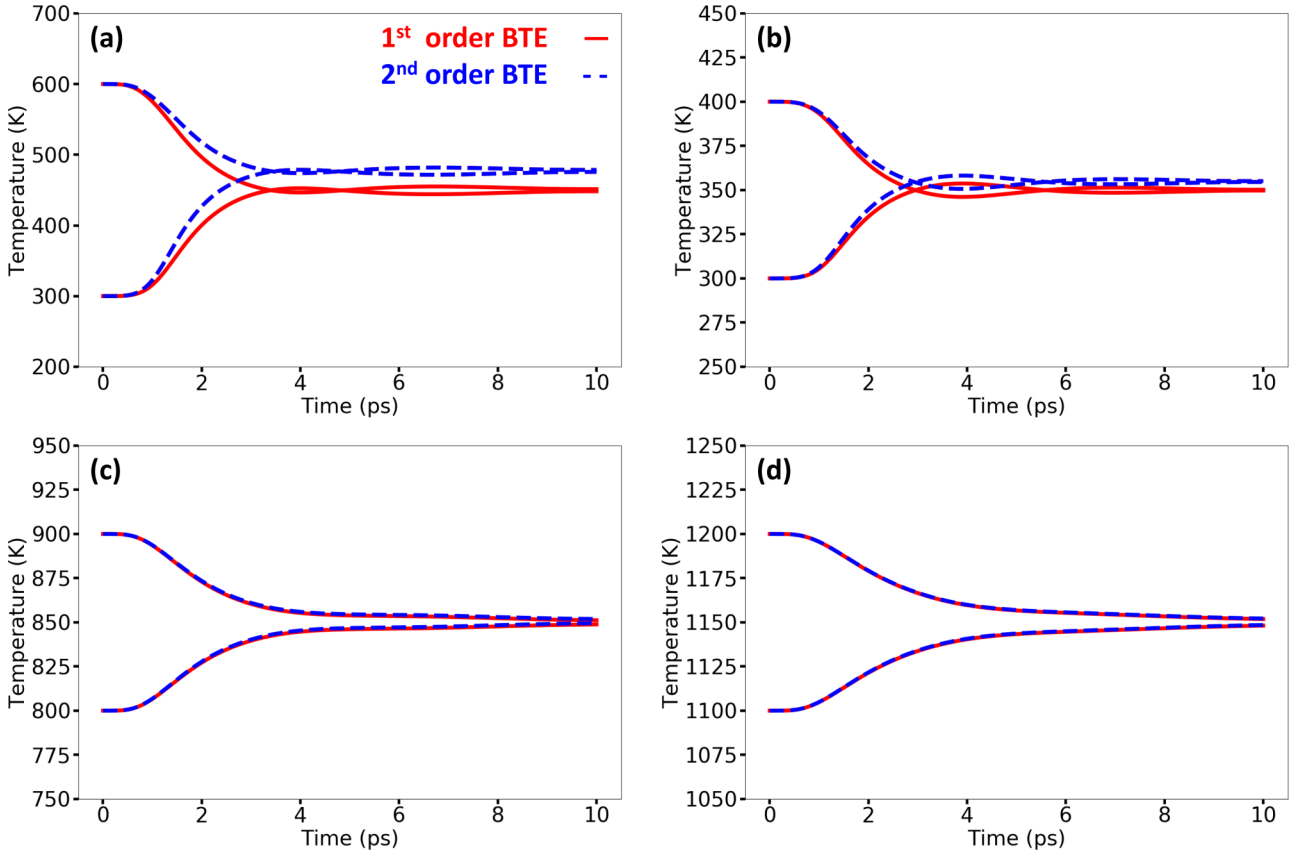 (a)
1st order BTE
2nd order BTE
Temperature (K)
700
600
500
400
300
200
0 2 4 6 8 10
Time (ps)
(b)
Temperature (K)
450
425
400
375
350
325
300
275
250
0 2 4 6 8 10
Time (ps)
(c)
Temperature (K)
950
925
900
875
850
825
800
775
750
0 2 4 6 8 10
Time (ps)
(d)
Temperature (K)
1250
1225
1200
1175
1150
1125
1100
1075
1050
0 2 4 6 8 10
Time (ps)